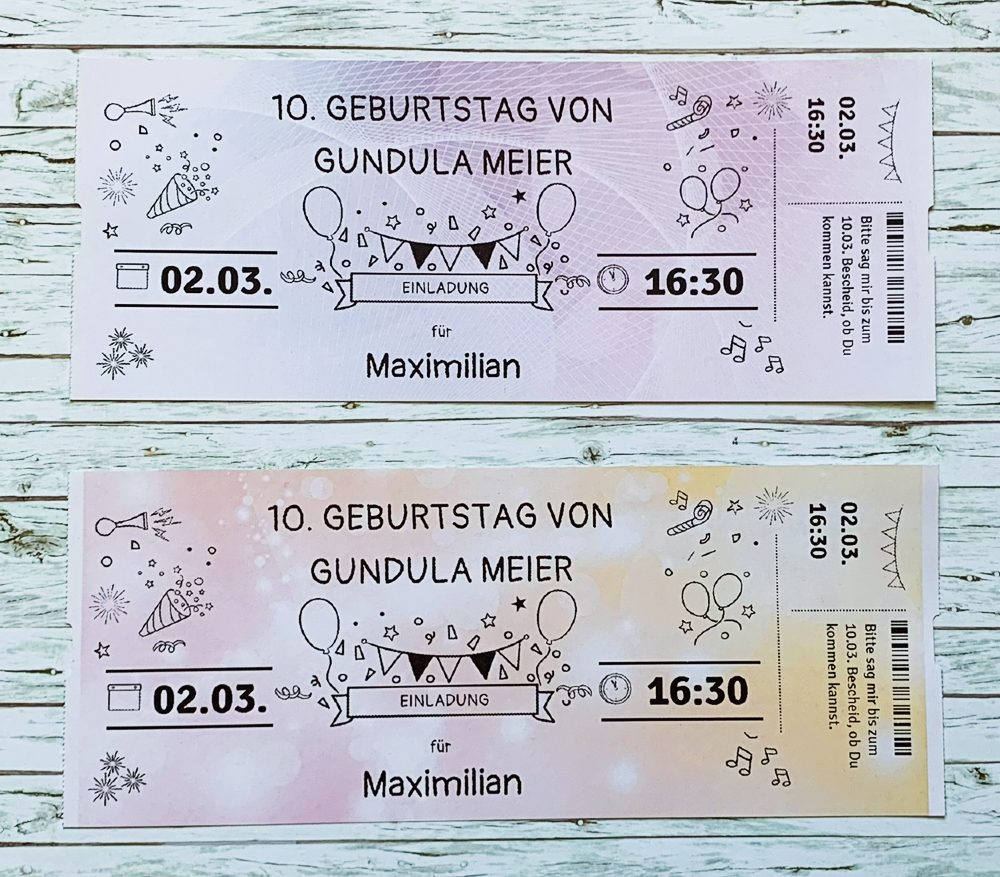 10. GEBURTSTAG VON
GUNDULA MEIER
02.03.
EINLADUNG
16:30
für
Maximilian
02.03.
16:30
Bitte sag mir bis zum
10.03. Bescheid, ob Du
kommen kannst.
10. GEBURTSTAG VON
GUNDULA MEIER
02.03.
EINLADUNG
16:30
für
Maximilian
02.03.
16:30
Bitte sag mir bis zum
10.03. Bescheid, ob Du
kommen kannst.